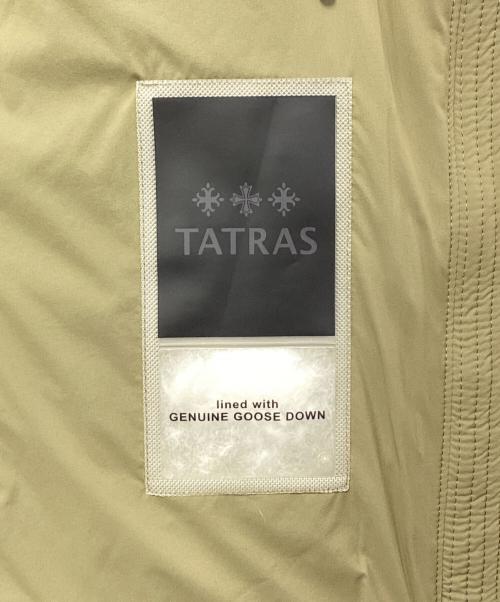 TATRAS
lined with
GENUINE GOOSE DOWN